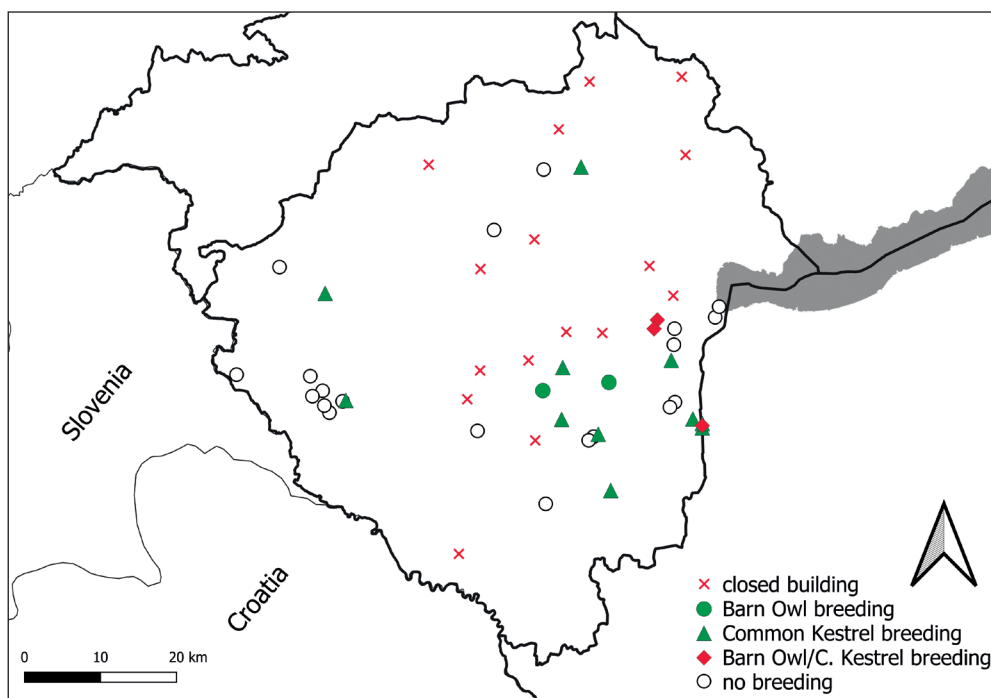 Slovenia
Croatia
closed building
Barn Owl breeding
Common Kestrel breeding
Barn Owl/C. Kestrel breeding
no breeding
0 10 20 km